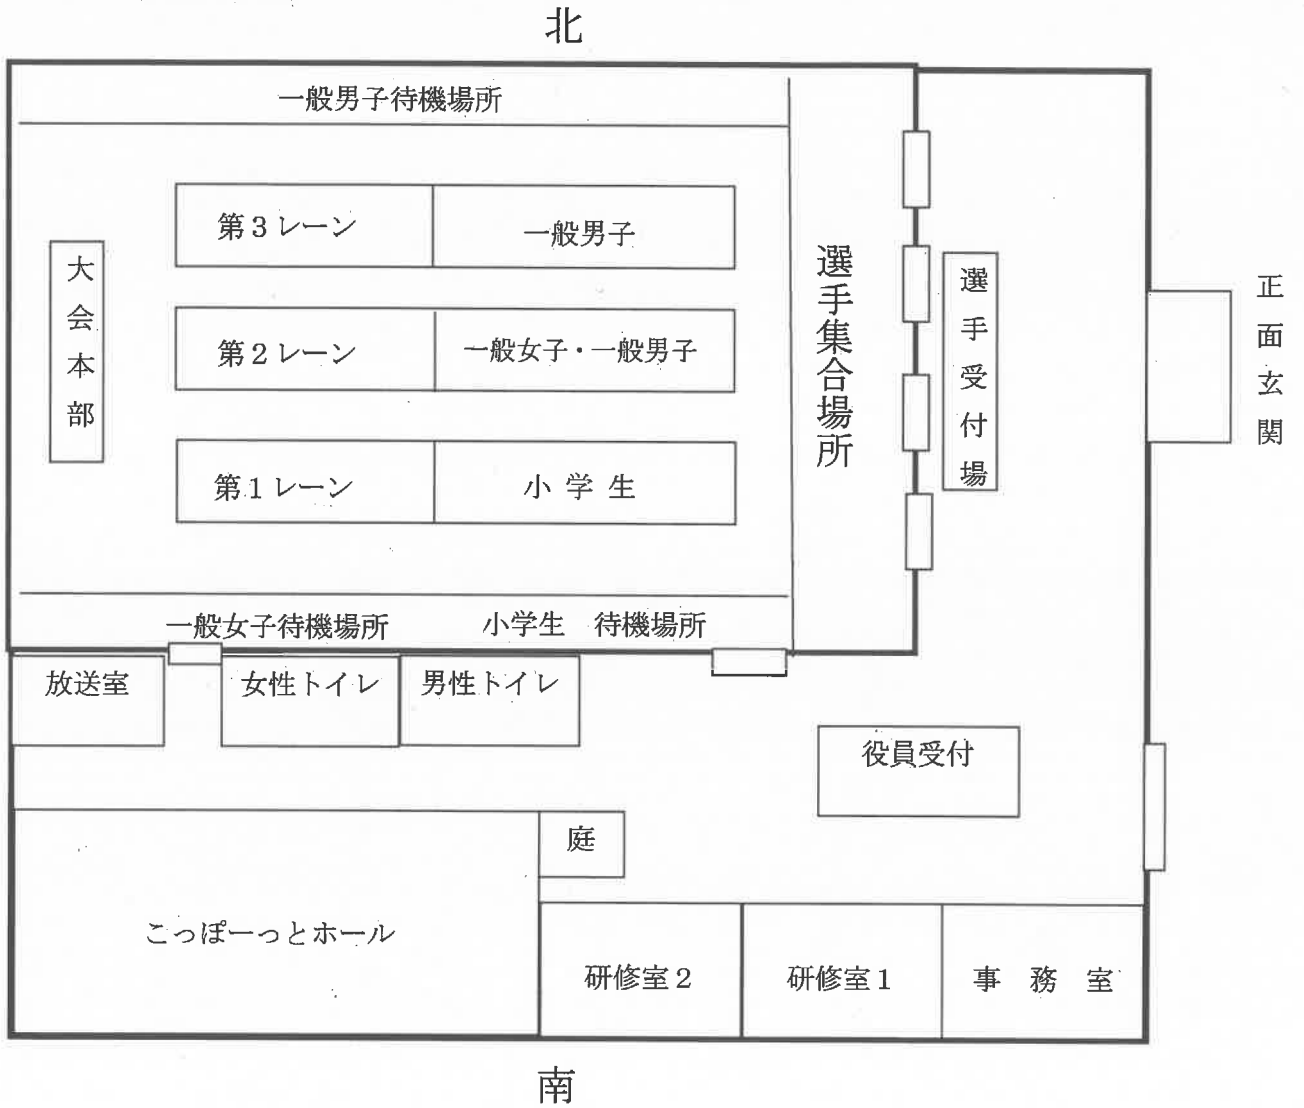 北
一般男子待機場所
第3レーン
一般男子
大会本部
第2レーン
一般女子・一般男子
第1レーン
小学生
選手集合場所
選手受付場
正面玄関
一般女子待機場所
小学生 待機場所
放送室
女性トイレ
男性トイレ
役員受付
庭
こっぽーっとホール
研修室2
研修室1
事務室
南